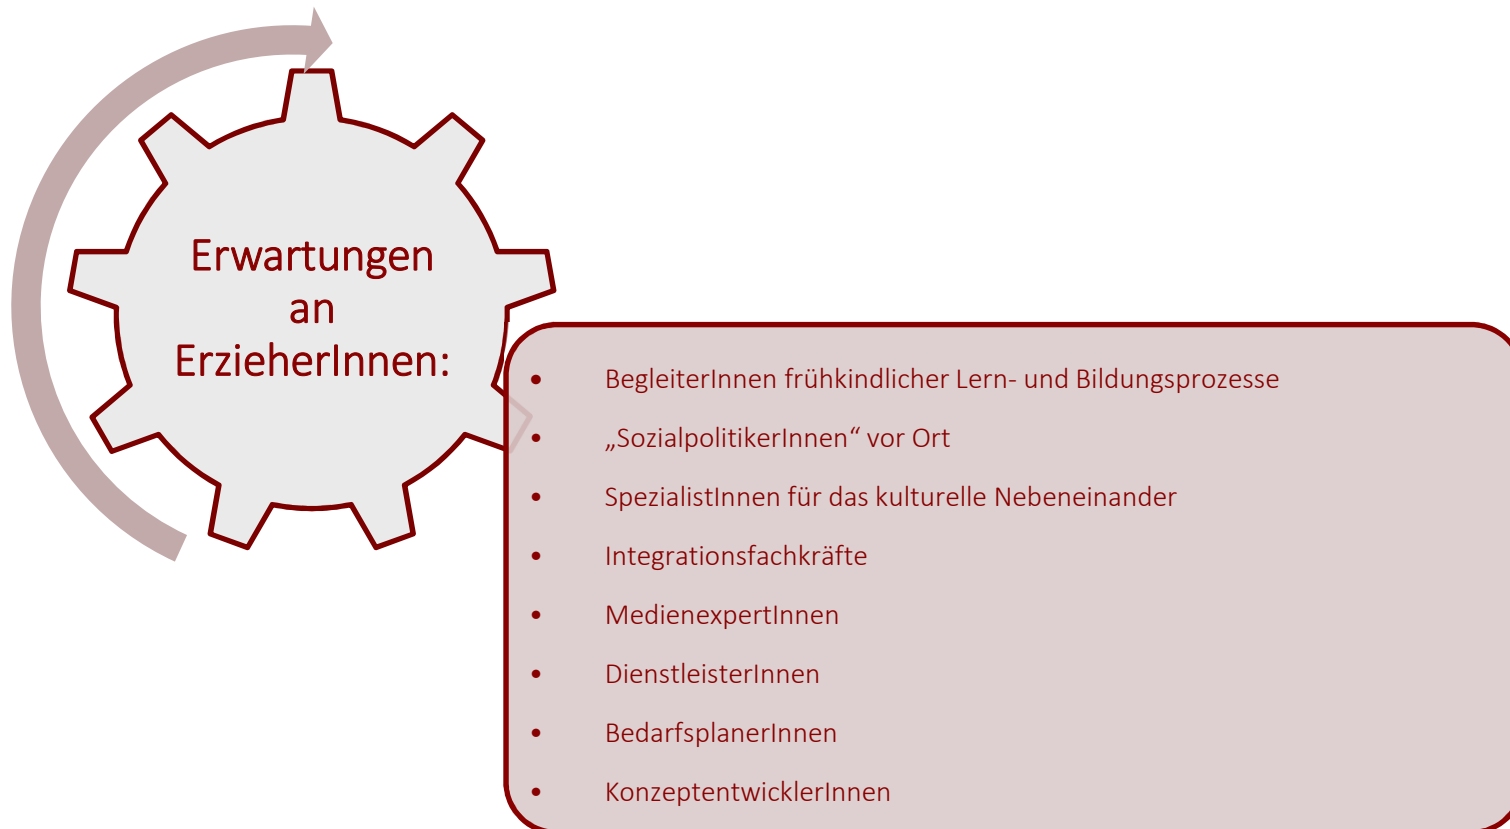 Erwartungen
an
ErzieherInnen:
• BegleiterInnen frühkindlicher Lern- und Bildungsprozesse
• „SozialpolitikerInnen“ vor Ort
• SpezialistInnen für das kulturelle Nebeneinander
• Integrationsfachkräfte
• MedienexpertInnen
• DienstleisterInnen
• BedarfsplanerInnen
• KonzeptentwicklerInnen